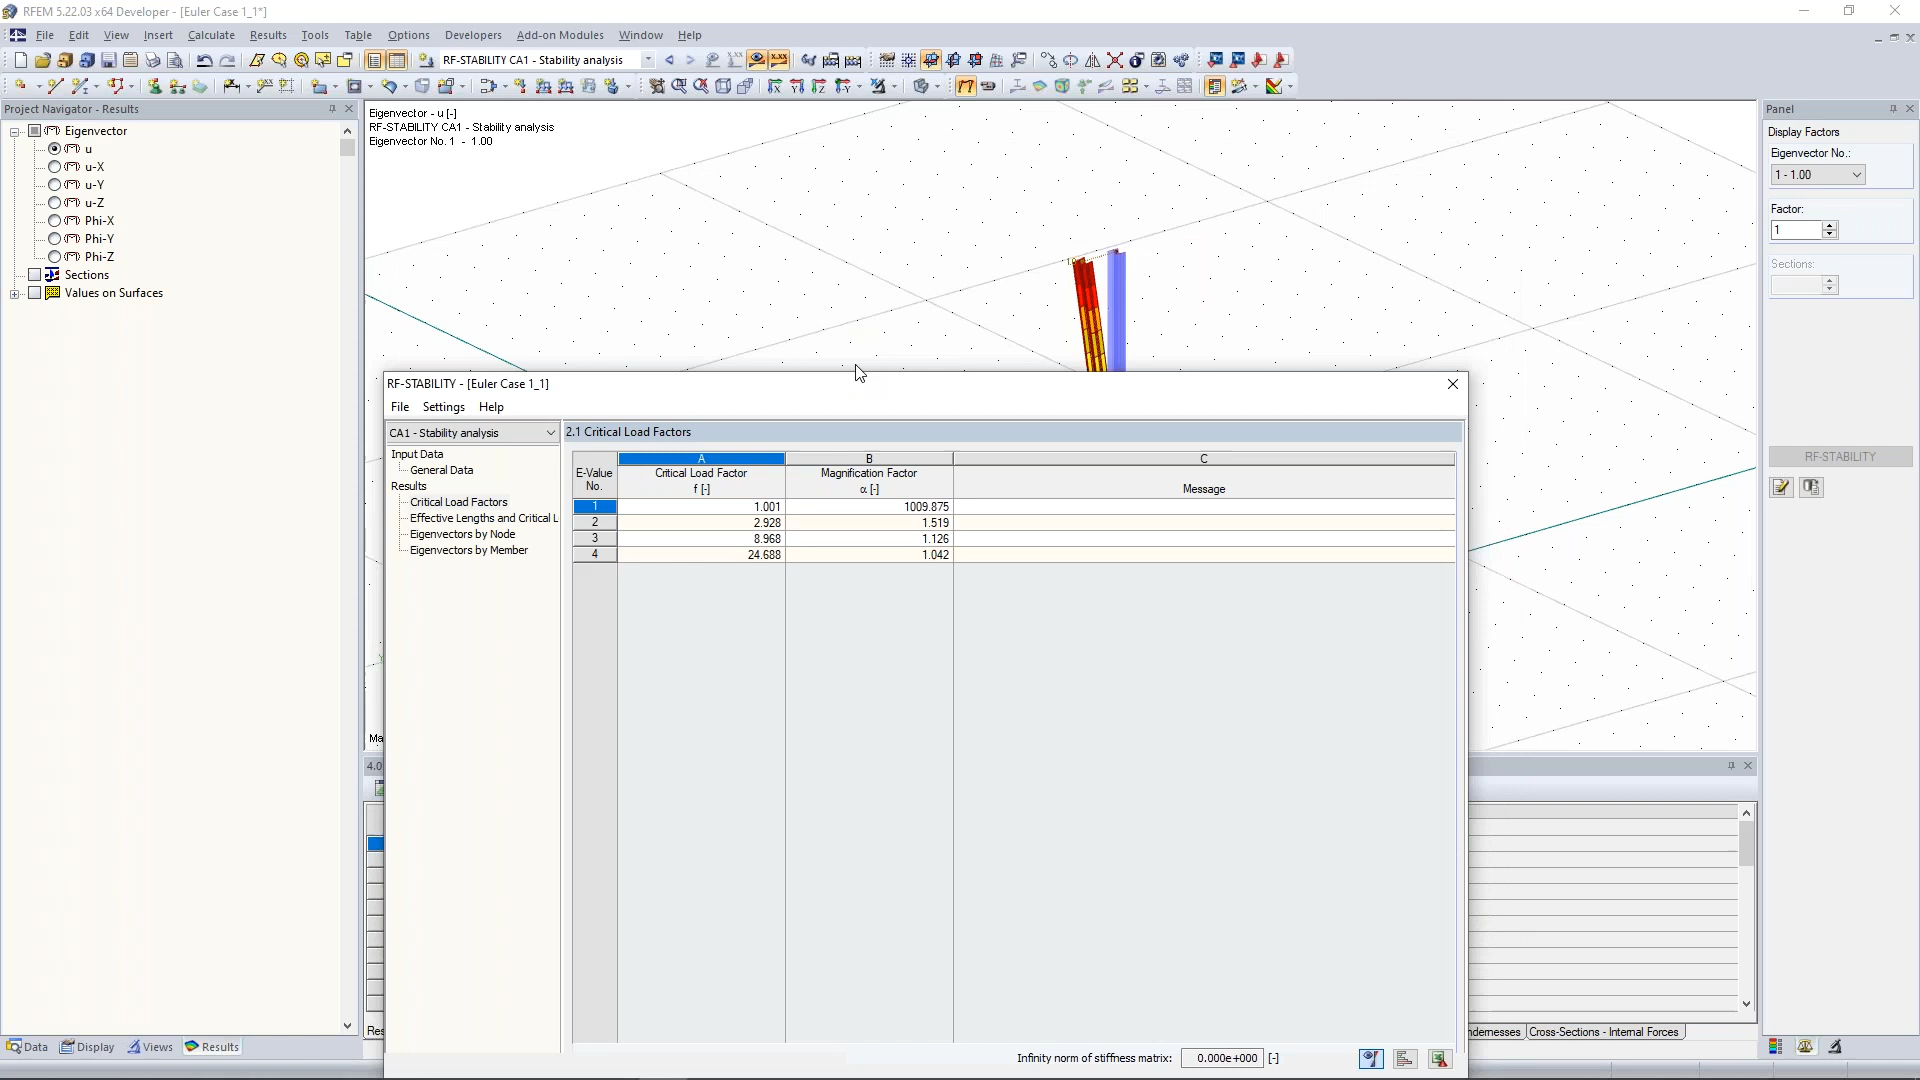 RFEM 5.22.03 x64 Developer - [Euler Case 1_1*]
File Edit View Insert Calculate Results Tools Table Options Developers Add-on Modules Window Help
RF-STABILITY CA1 - Stability analysis
Project Navigator - Results
Eigenvector
u
u-X
u-Y
u-Z
Phi-X
Phi-Y
Phi-Z
Sections
Values on Surfaces
Data Display Views Results
Eigenvector - u [-]
RF-STABILITY CA1 - Stability analysis
Eigenvector No. 1 - 1.00
RF-STABILITY - [Euler Case 1_1]
File Settings Help
CA1 - Stability analysis
Input Data
General Data
Results
Critical Load Factors
Effective Lengths and Critical L
Eigenvectors by Node
Eigenvectors by Member
2.1 Critical Load Factors
A B C
E-Value Critical Load Factor Magnification Factor
No. f [-] α [-] Message
1 1.001 1009.875
2 2.928 1.519
3 8.968 1.126
4 24.688 1.042
Infinity norm of stiffness matrix: 0.000e+000 [-]
Ma
4.0
Res
ndernesses Cross-Sections - Internal Forces
Panel
Display Factors
Eigenvector No.:
1 - 1.00
Factor:
1
Sections:
RF-STABILITY